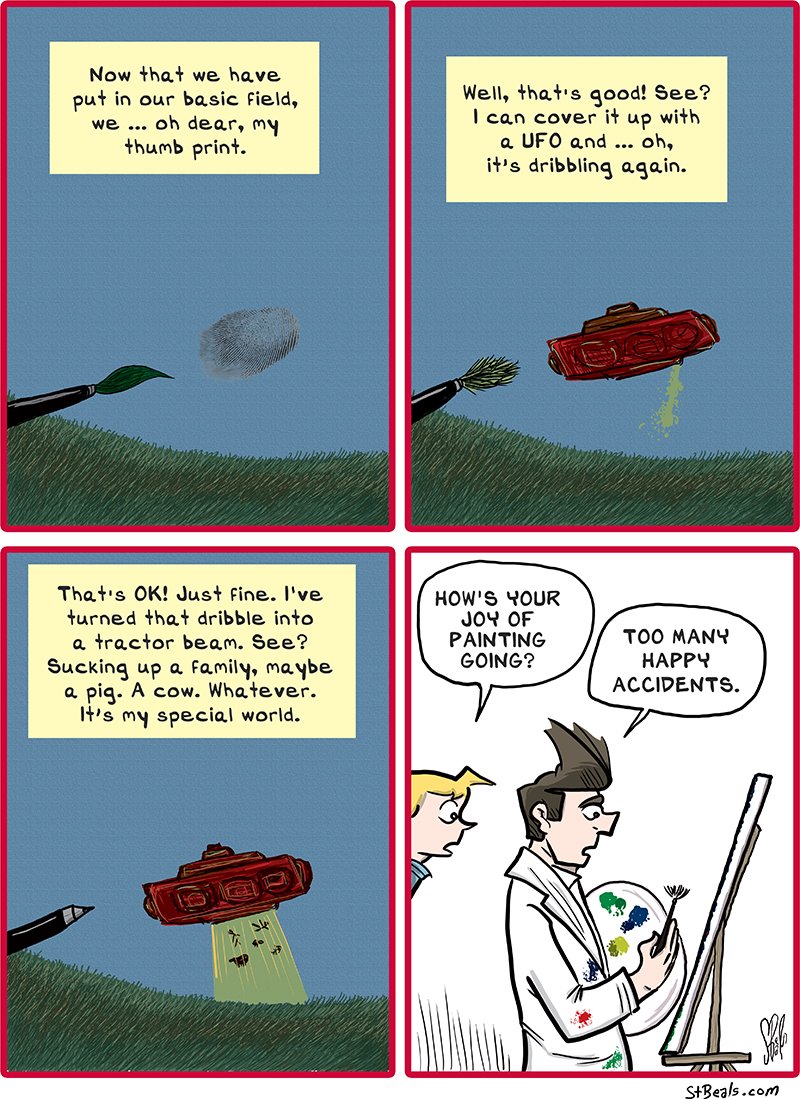 Now that we have
put in our basic field,
we ... oh dear, my
thumb print.
Well, that's good! See?
I can cover it up with
a UFO and ... oh,
it's dribbling again.
That's OK! Just fine. I've
turned that dribble into
a tractor beam. See?
Sucking up a family, maybe
a pig. A cow. Whatever.
It's my special world.
HOW'S YOUR
JOY OF
PAINTING
GOING?
TOO MANY
HAPPY
ACCIDENTS.
StBeals.com